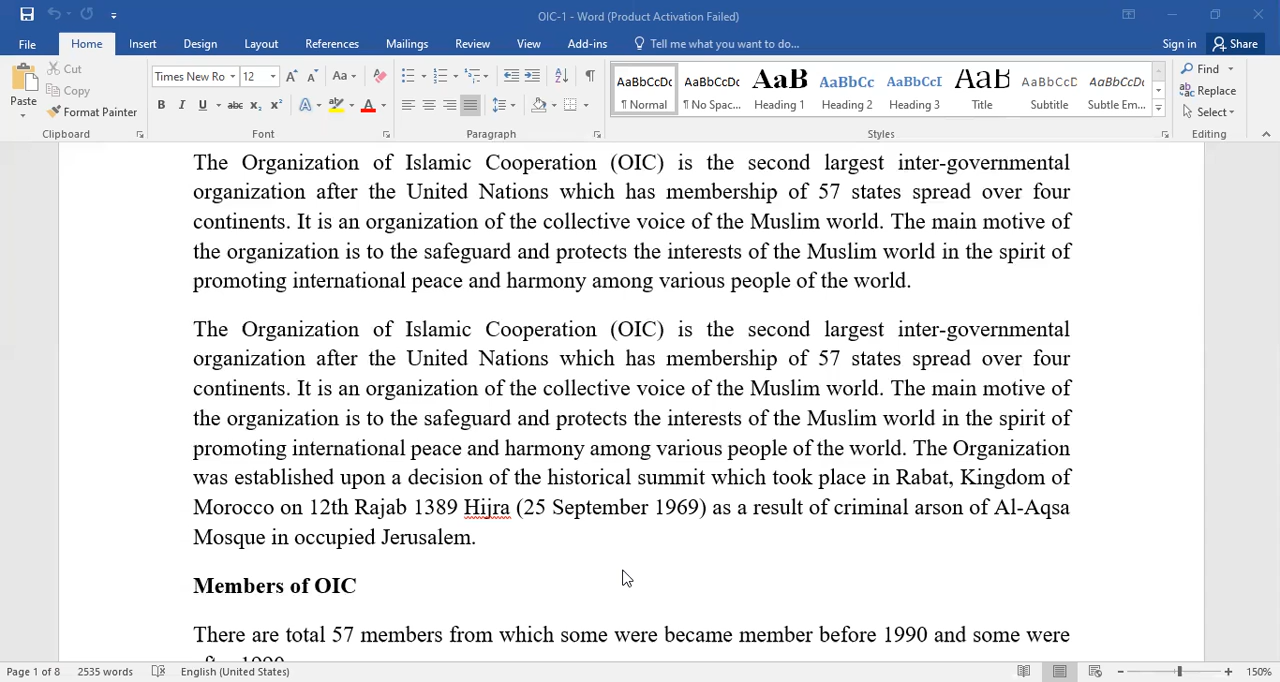 OIC-1 - Word (Product Activation Failed)
File Home Insert Design Layout References Mailings Review View Add-ins Tell me what you want to do... Sign in Share
Paste Cut Copy Format Painter Clipboard
Times New Ro 12 Font
Paragraph
AaBbCcDc ¶ Normal
AaBbCcDc ¶ No Spac...
AaB Heading 1
AaBbCc Heading 2
AaBbCcI Heading 3
AaB Title
AaBbCcD Subtitle
AaBbCcDc Subtle Em...
Styles
Find Replace Select Editing
The Organization of Islamic Cooperation (OIC) is the second largest inter-governmental
organization after the United Nations which has membership of 57 states spread over four
continents. It is an organization of the collective voice of the Muslim world. The main motive of
the organization is to the safeguard and protects the interests of the Muslim world in the spirit of
promoting international peace and harmony among various people of the world.
The Organization of Islamic Cooperation (OIC) is the second largest inter-governmental
organization after the United Nations which has membership of 57 states spread over four
continents. It is an organization of the collective voice of the Muslim world. The main motive of
the organization is to the safeguard and protects the interests of the Muslim world in the spirit of
promoting international peace and harmony among various people of the world. The Organization
was established upon a decision of the historical summit which took place in Rabat, Kingdom of
Morocco on 12th Rajab 1389 Hijra (25 September 1969) as a result of criminal arson of Al-Aqsa
Mosque in occupied Jerusalem.
Members of OIC
There are total 57 members from which some were became member before 1990 and some were
after 1990
Page 1 of 8 2535 words English (United States) 150%